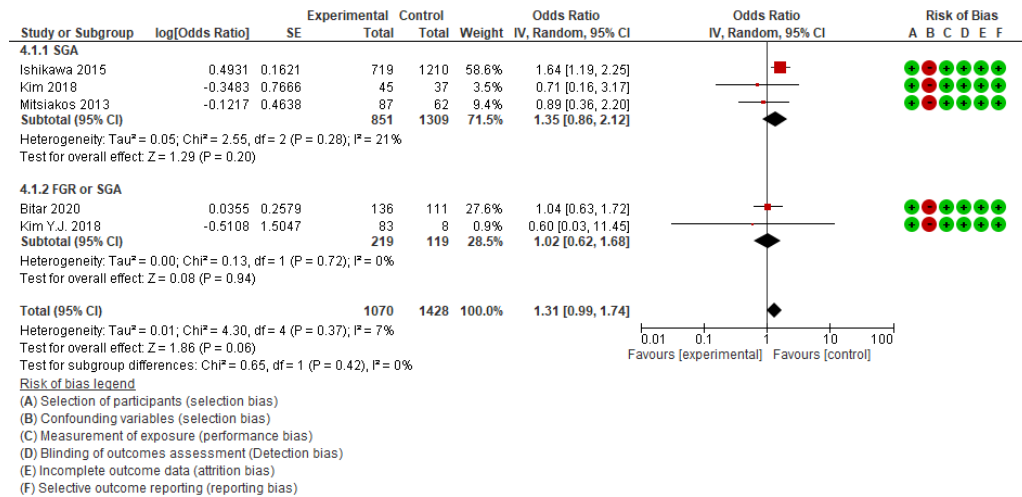 Experimental Control Odds Ratio Odds Ratio Risk of Bias
Study or Subgroup log[Odds Ratio] SE Total Total Weight IV, Random, 95% CI IV, Random, 95% CI A B C D E F
4.1.1 SGA
Ishikawa 2015 0.4931 0.1621 719 1210 58.6% 1.64 [1.19, 2.25] + - + + + +
Kim 2018 -0.3483 0.7666 45 37 3.5% 0.71 [0.16, 3.17] + - + + + +
Mitsiakos 2013 -0.1217 0.4638 87 62 9.4% 0.89 [0.36, 2.20] + - + + + +
Subtotal (95% CI) 851 1309 71.5% 1.35 [0.86, 2.12]
Heterogeneity: Tau² = 0.05; Chi² = 2.55, df = 2 (P = 0.28); I² = 21%
Test for overall effect: Z = 1.29 (P = 0.20)
4.1.2 FGR or SGA
Bitar 2020 0.0355 0.2579 136 111 27.6% 1.04 [0.63, 1.72] + - + + + +
Kim Y.J. 2018 -0.5108 1.5047 83 8 0.9% 0.60 [0.03, 11.45] + - + + + +
Subtotal (95% CI) 219 119 28.5% 1.02 [0.62, 1.68]
Heterogeneity: Tau² = 0.00; Chi² = 0.13, df = 1 (P = 0.72); I² = 0%
Test for overall effect: Z = 0.08 (P = 0.94)
Total (95% CI) 1070 1428 100.0% 1.31 [0.99, 1.74]
Heterogeneity: Tau² = 0.01; Chi² = 4.30, df = 4 (P = 0.37); I² = 7%
Test for overall effect: Z = 1.86 (P = 0.06)
Test for subgroup differences: Chi² = 0.65, df = 1 (P = 0.42), I² = 0%
0.01 0.1 1 10 100
Favours [experimental] Favours [control]
Risk of bias legend
(A) Selection of participants (selection bias)
(B) Confounding variables (selection bias)
(C) Measurement of exposure (performance bias)
(D) Blinding of outcomes assessment (Detection bias)
(E) Incomplete outcome data (attrition bias)
(F) Selective outcome reporting (reporting bias)